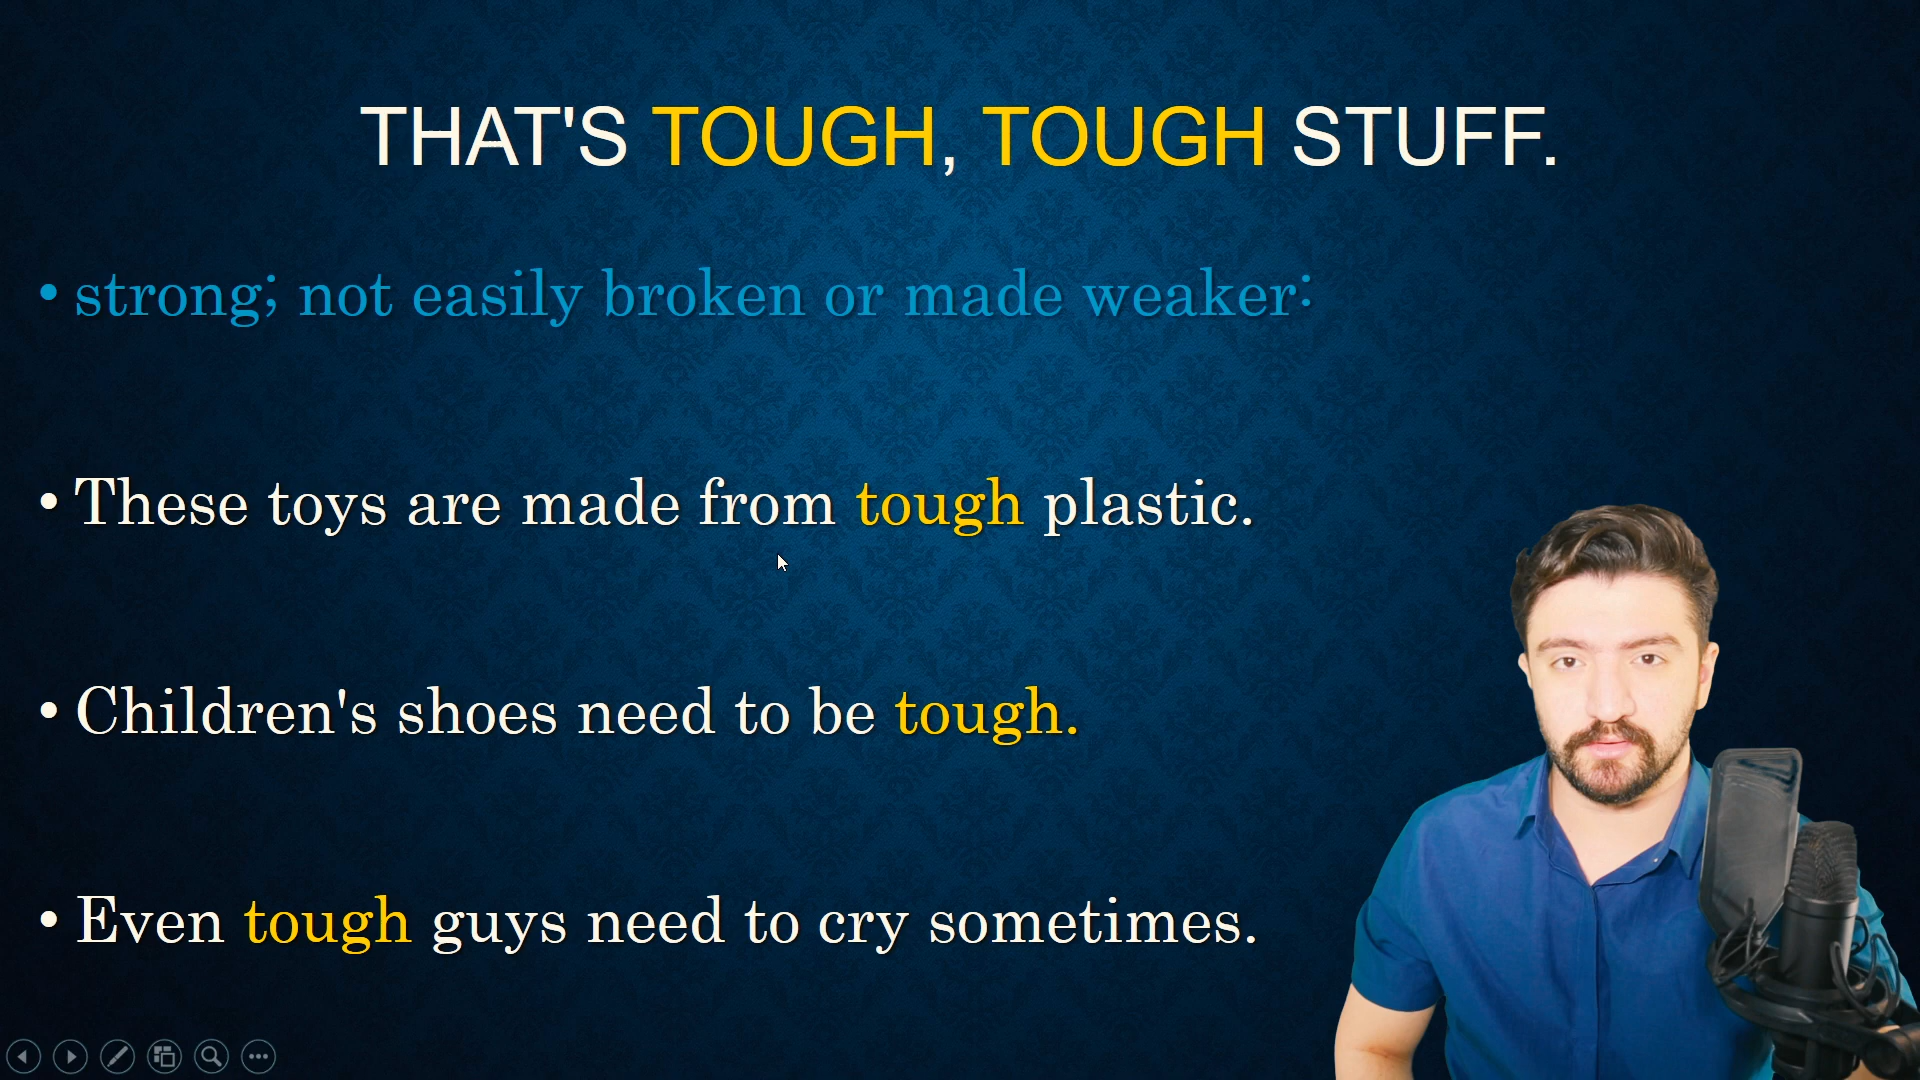 THAT'S TOUGH, TOUGH STUFF.
• strong; not easily broken or made weaker:
• These toys are made from tough plastic.
• Children's shoes need to be tough.
• Even tough guys need to cry sometimes.